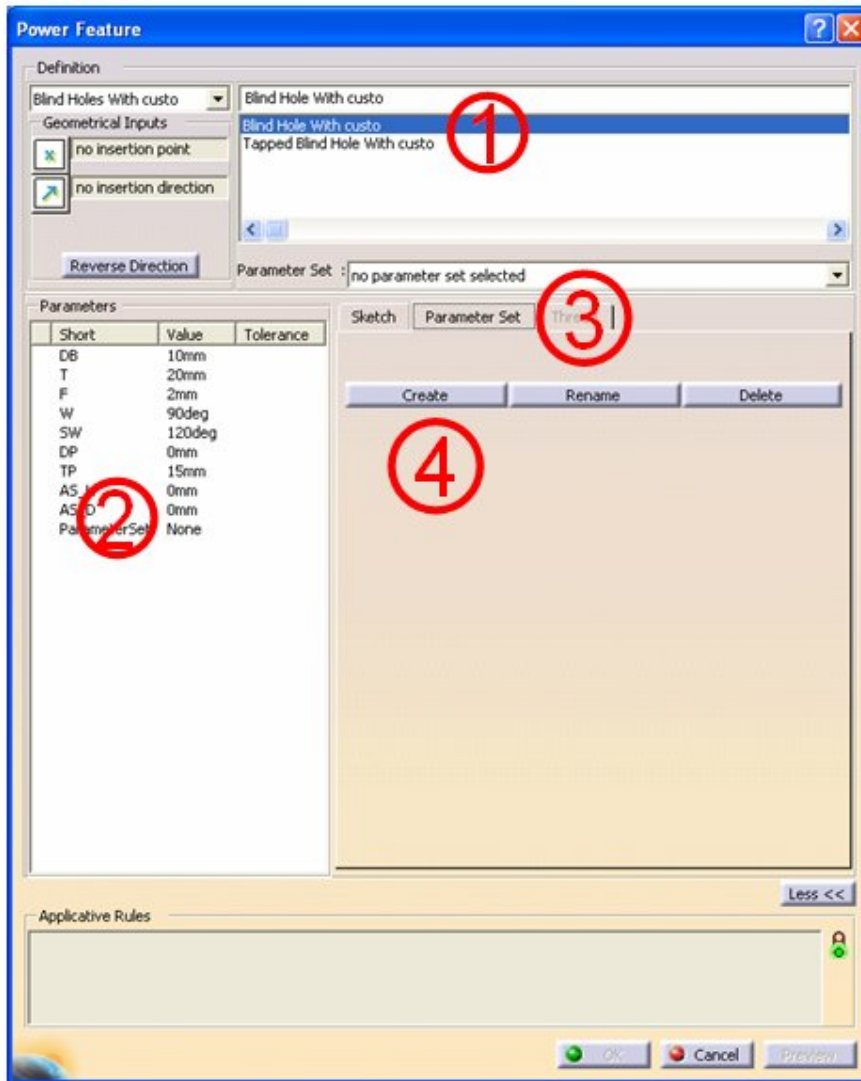 Power Feature
Definition
Blind Holes With custo
Blind Hole With custo
Geometrical Inputs
Blind Hole With custo
no insertion point
Tapped Blind Hole With custo
no insertion direction
Reverse Direction
Parameter Set : no parameter set selected
Parameters
Sketch Parameter Set
Short Value Tolerance
DB 10mm
T 20mm
F 2mm
Create Rename Delete
W 90deg
SW 120deg
DP 0mm
TP 15mm
0mm
0mm
ParameterSet None
1
2
3
4
Less <<
Applicative Rules
OK Cancel Preview